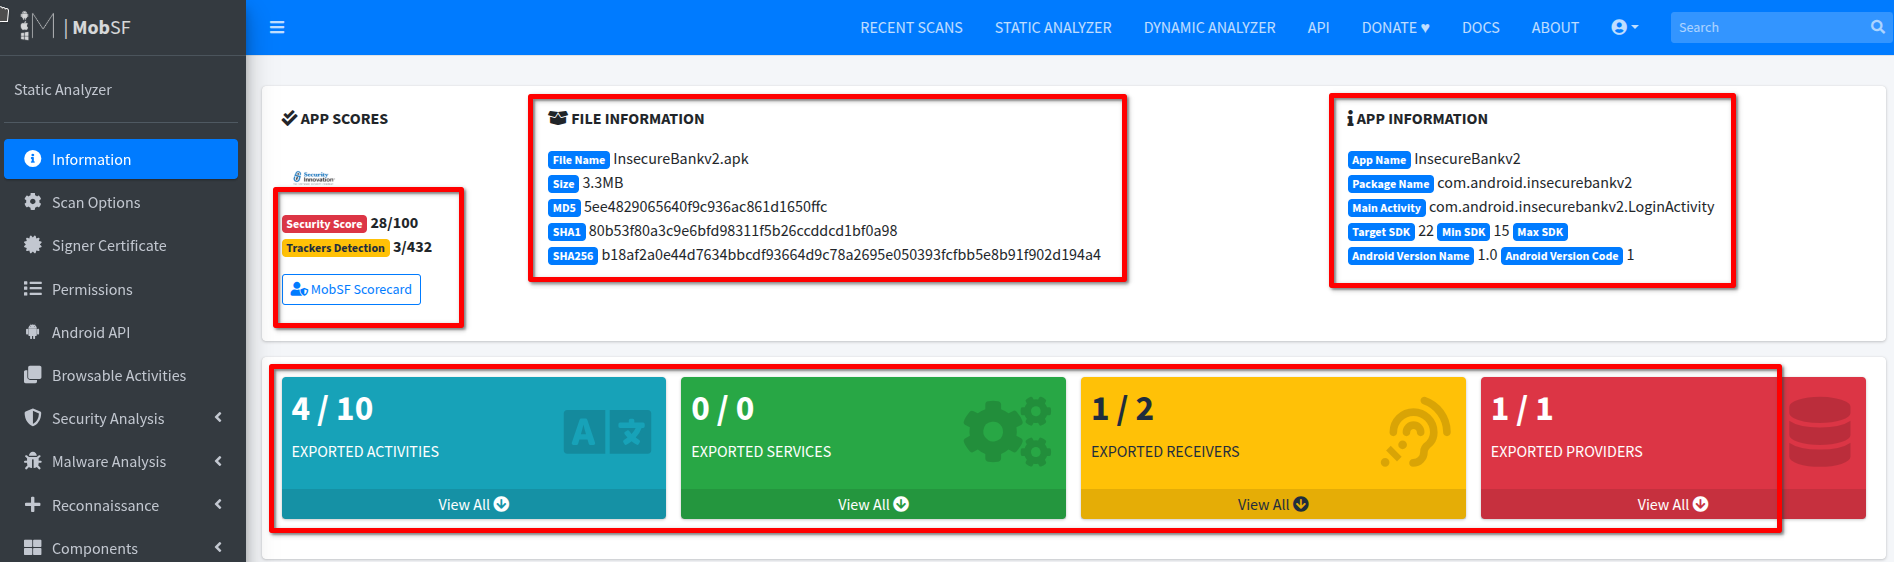 M | MobSF
RECENT SCANS STATIC ANALYZER DYNAMIC ANALYZER API DONATE ♥ DOCS ABOUT Search
Static Analyzer
Information
Scan Options
Signer Certificate
Permissions
Android API
Browsable Activities
Security Analysis
Malware Analysis
Reconnaissance
Components
APP SCORES
Security Innovation
Security Score 28/100
Trackers Detection 3/432
MobSF Scorecard
FILE INFORMATION
File Name InsecureBankv2.apk
Size 3.3MB
MD5 5ee4829065640f9c936ac861d1650ffc
SHA1 80b53f80a3c9e6bfd98311f5b26ccddcd1bf0a98
SHA256 b18af2a0e44d7634bbcdf93664d9c78a2695e050393fcfbb5e8b91f902d194a4
APP INFORMATION
App Name InsecureBankv2
Package Name com.android.insecurebankv2
Main Activity com.android.insecurebankv2.LoginActivity
Target SDK 22 Min SDK 15 Max SDK
Android Version Name 1.0 Android Version Code 1
4 / 10
EXPORTED ACTIVITIES
View All
0 / 0
EXPORTED SERVICES
View All
1 / 2
EXPORTED RECEIVERS
View All
1 / 1
EXPORTED PROVIDERS
View All